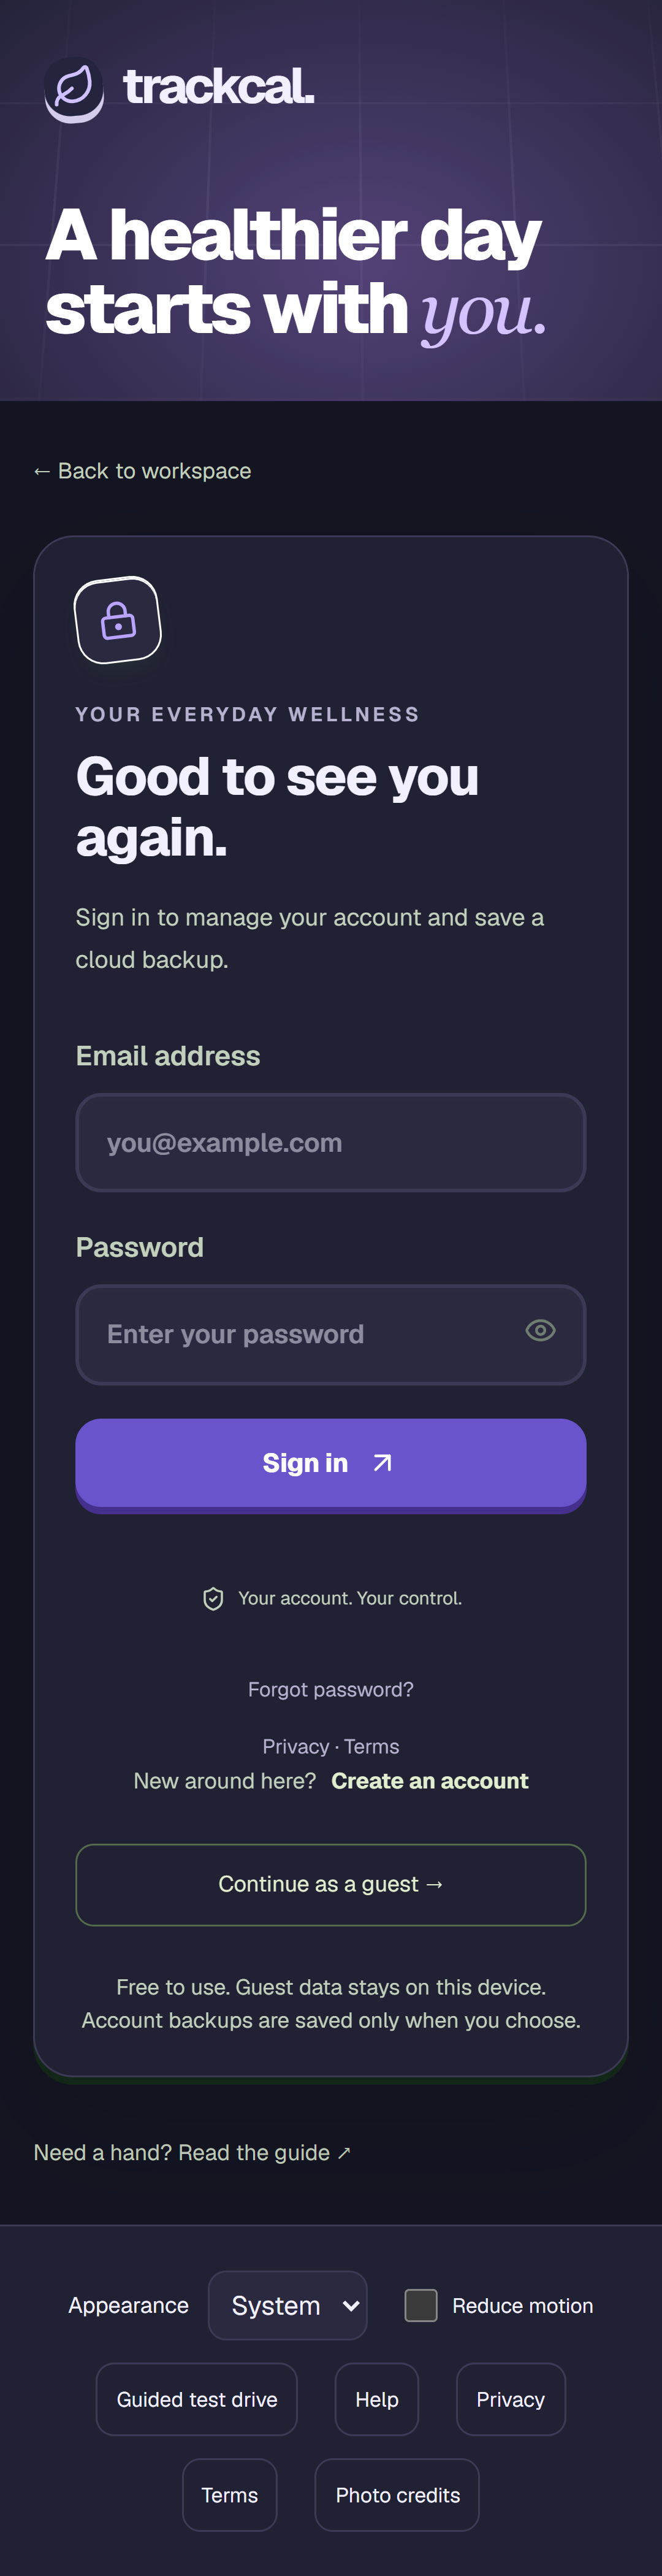 trackcal.
A healthier day
starts with you.
← Back to workspace
YOUR EVERYDAY WELLNESS
Good to see you
again.
Sign in to manage your account and save a
cloud backup.
Email address
you@example.com
Password
Enter your password
Sign in ↗
Your account. Your control.
Forgot password?
Privacy · Terms
New around here? Create an account
Continue as a guest →
Free to use. Guest data stays on this device.
Account backups are saved only when you choose.
Need a hand? Read the guide ↗
Appearance System Reduce motion
Guided test drive Help Privacy
Terms Photo credits